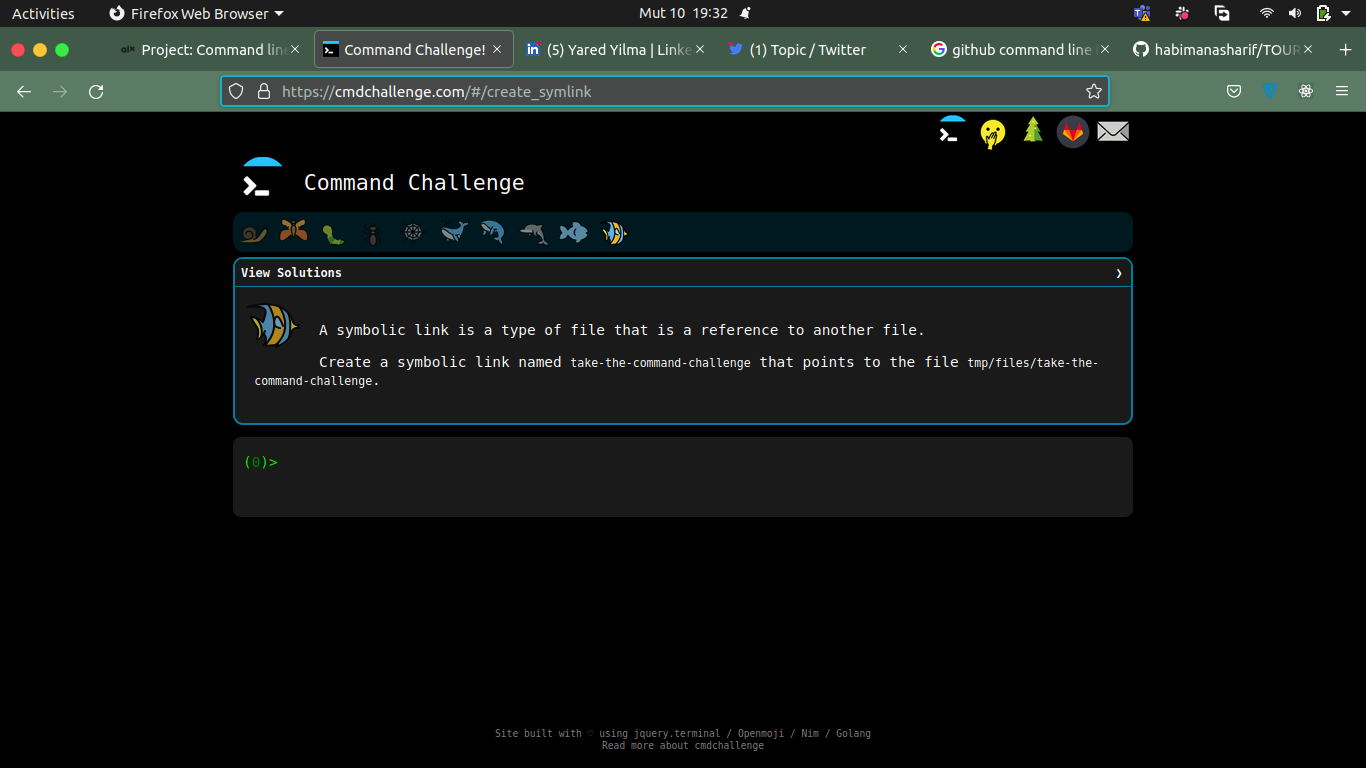 Activities
Firefox Web Browser
Mut 10 19:32
alx Project: Command line
Command Challenge!
(5) Yared Yilma | Linke
(1) Topic / Twitter
github command line
habimanasharif/TOUR
https://cmdchallenge.com/#/create_symlink
Command Challenge
View Solutions
A symbolic link is a type of file that is a reference to another file.
Create a symbolic link named take-the-command-challenge that points to the file tmp/files/take-the-
command-challenge.
(0)>
Site built with ♡ using jquery.terminal / Openmoji / Nim / Golang
Read more about cmdchallenge